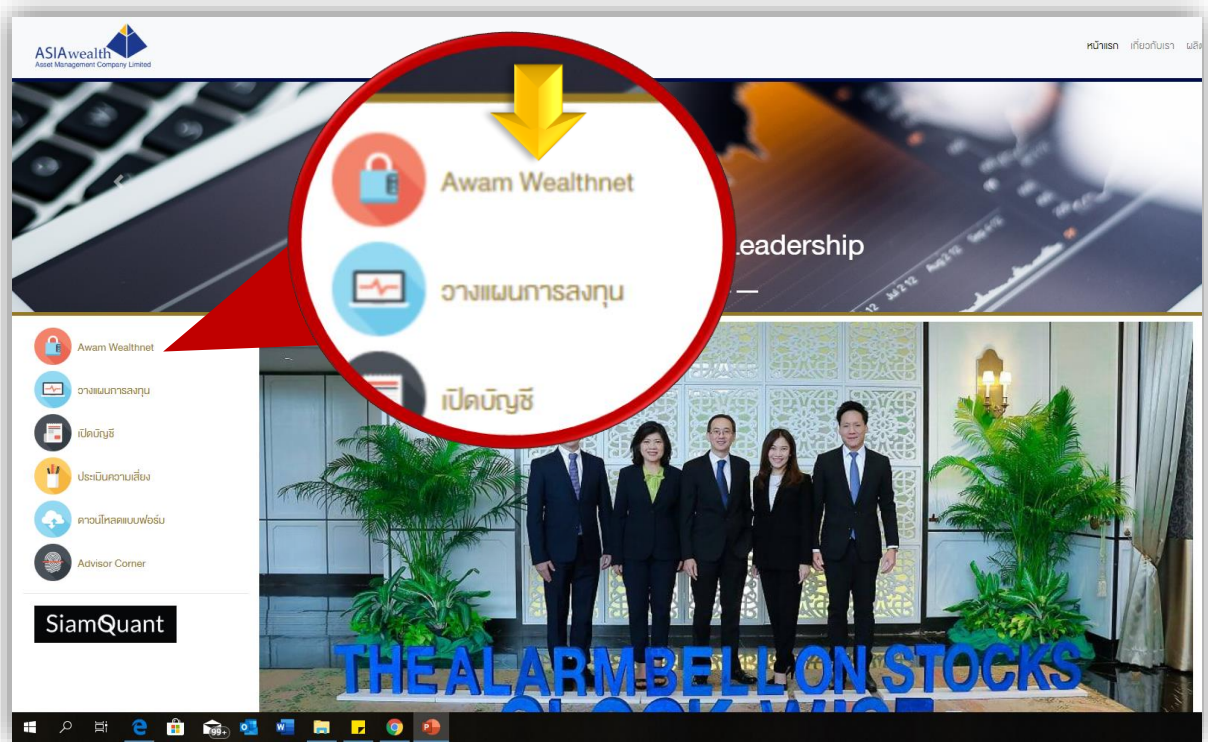 ASIAwealth
Asset Management Company Limited
หน้าแรก เกี่ยวกับเรา
Awam Wealthnet
วางแผนการลงทุน
เปิดบัญชี
Leadership
Awam Wealthnet
วางแผนการลงทุน
เปิดบัญชี
ประเมินความเสี่ยง
ดาวน์โหลดแบบฟอร์ม
Advisor Corner
SiamQuant
THE ALARM BELL ON STOCKS
99+